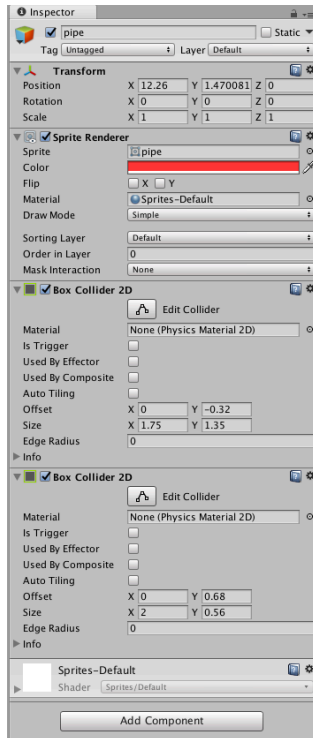 Inspector
pipe Static
Tag Untagged Layer Default
Transform
Position X 12.26 Y 1.470081 Z 0
Rotation X 0 Y 0 Z 0
Scale X 1 Y 1 Z 1
Sprite Renderer
Sprite pipe
Color
Flip X Y
Material Sprites-Default
Draw Mode Simple
Sorting Layer Default
Order in Layer 0
Mask Interaction None
Box Collider 2D
Edit Collider
Material None (Physics Material 2D)
Is Trigger
Used By Effector
Used By Composite
Auto Tiling
Offset X 0 Y -0.32
Size X 1.75 Y 1.35
Edge Radius 0
Info
Box Collider 2D
Edit Collider
Material None (Physics Material 2D)
Is Trigger
Used By Effector
Used By Composite
Auto Tiling
Offset X 0 Y 0.68
Size X 2 Y 0.56
Edge Radius 0
Info
Sprites-Default
Shader Sprites/Default
Add Component